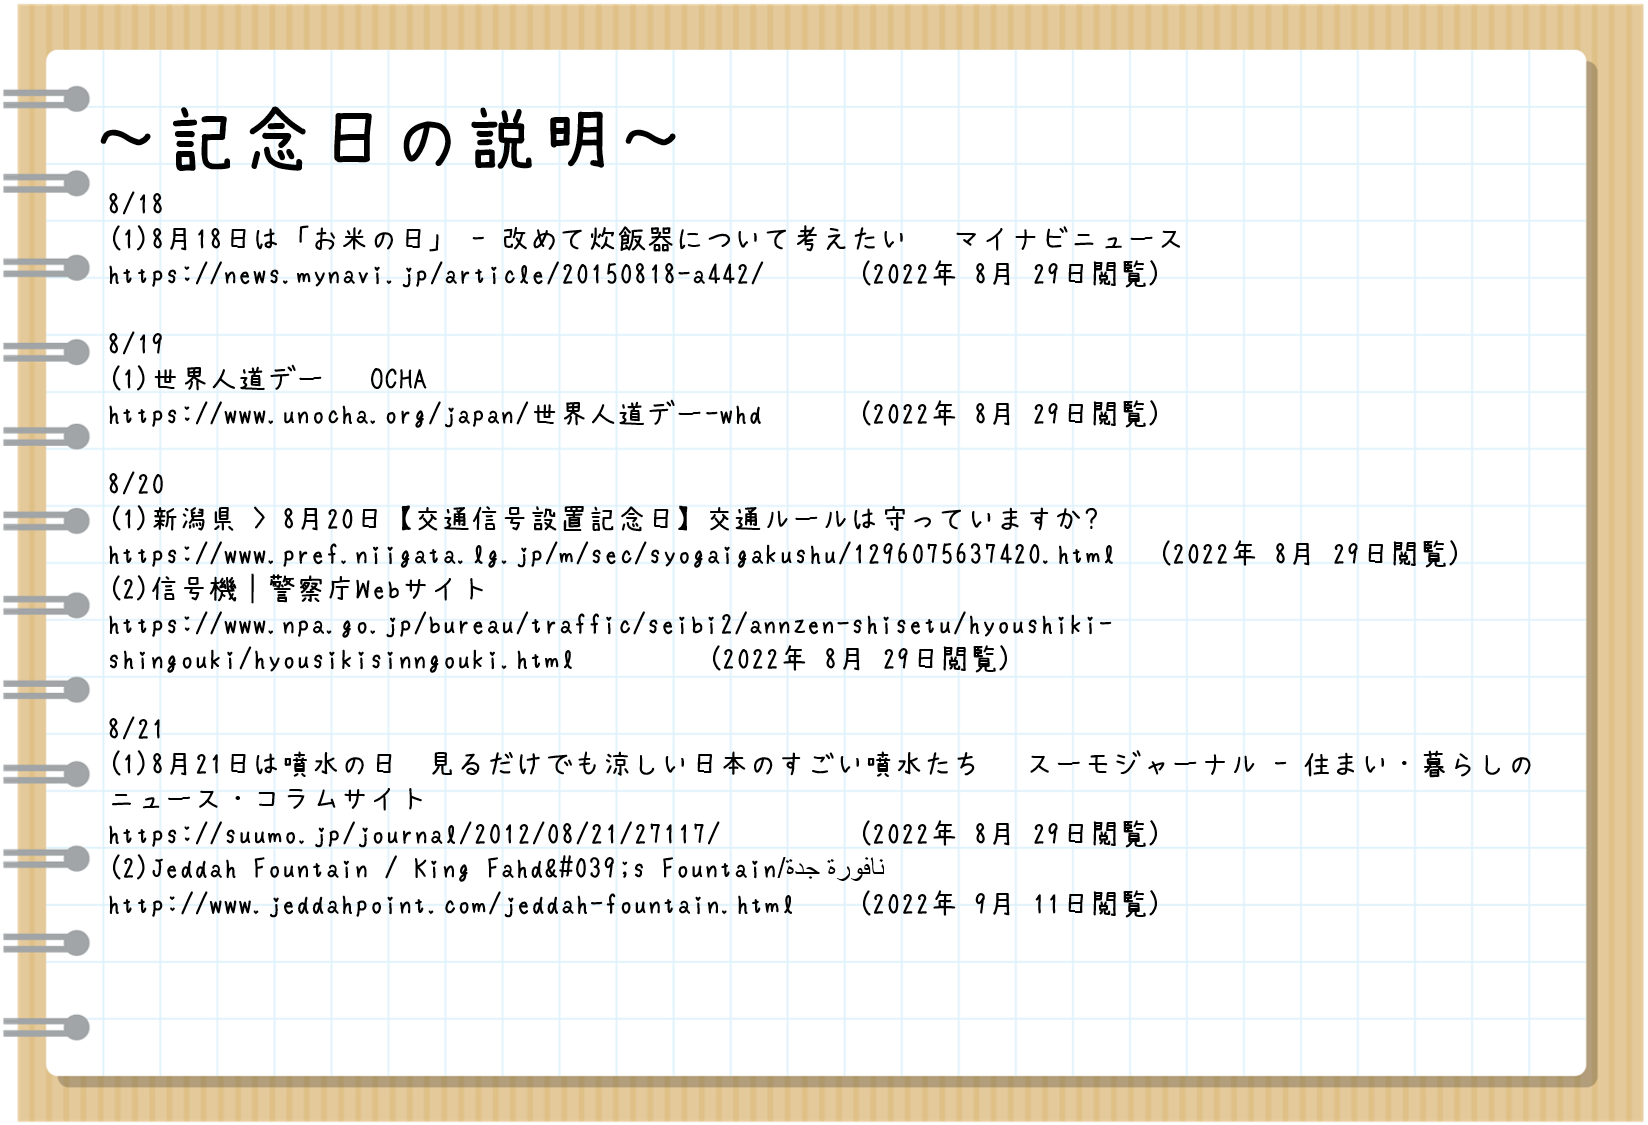 ～記念日の説明～
8/18
(1)8月18日は「お米の日」 - 改めて炊飯器について考えたい　マイナビニュース
https://news.mynavi.jp/article/20150818-a442/　　　(2022年 8月 29日閲覧)
8/19
(1)世界人道デー　OCHA
https://www.unocha.org/japan/世界人道デー-whd　　　(2022年 8月 29日閲覧)
8/20
(1)新潟県 > 8月20日【交通信号設置記念日】交通ルールは守っていますか?
https://www.pref.niigata.lg.jp/m/sec/syogaigakushu/1296075637420.html　(2022年 8月 29日閲覧)
(2)信号機｜警察庁Webサイト
https://www.npa.go.jp/bureau/traffic/seibi2/annzen-shisetu/hyoushiki-
shingouki/hyousikisinngouki.html　　　(2022年 8月 29日閲覧)
8/21
(1)8月21日は噴水の日　見るだけでも涼しい日本のすごい噴水たち　スーモジャーナル - 住まい・暮らしの
ニュース・コラムサイト
https://suumo.jp/journal/2012/08/21/27117/　　　(2022年 8月 29日閲覧)
(2)Jeddah Fountain / King Fahd&#039;s Fountain/نافورة جدة
http://www.jeddahpoint.com/jeddah-fountain.html　　(2022年 9月 11日閲覧)